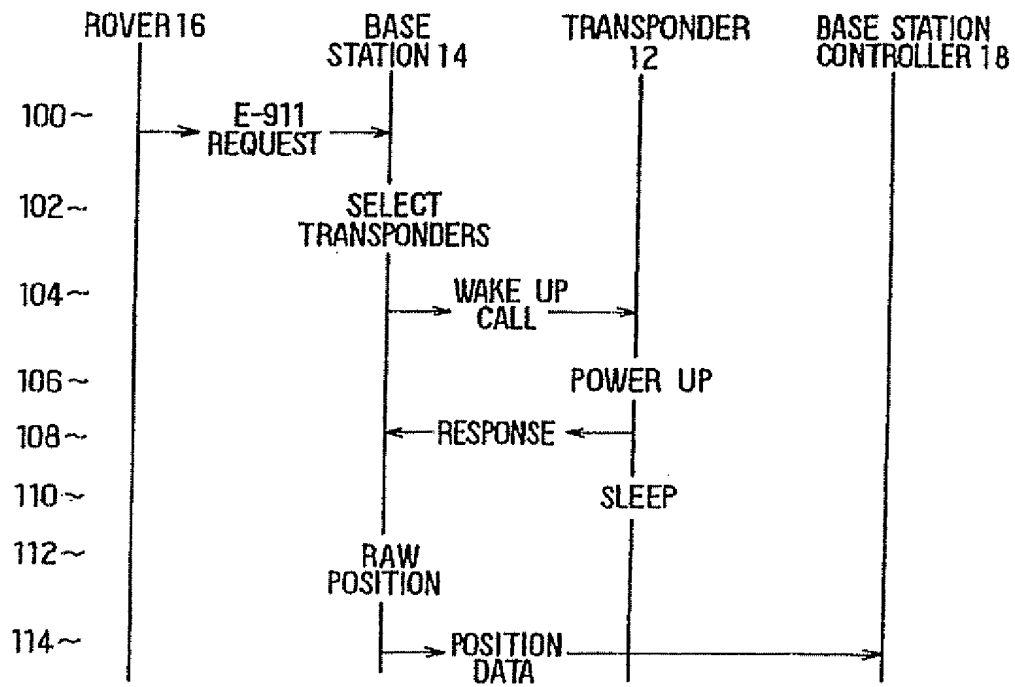 ROVER 16
BASE
STATION 14
TRANSPONDER
12
BASE STATION
CONTROLLER 18
100~
E-911
REQUEST
102~
SELECT
TRANSPONDERS
104~
WAKE UP
CALL
106~
POWER UP
108~
RESPONSE
110~
SLEEP
112~
RAW
POSITION
114~
POSITION
DATA